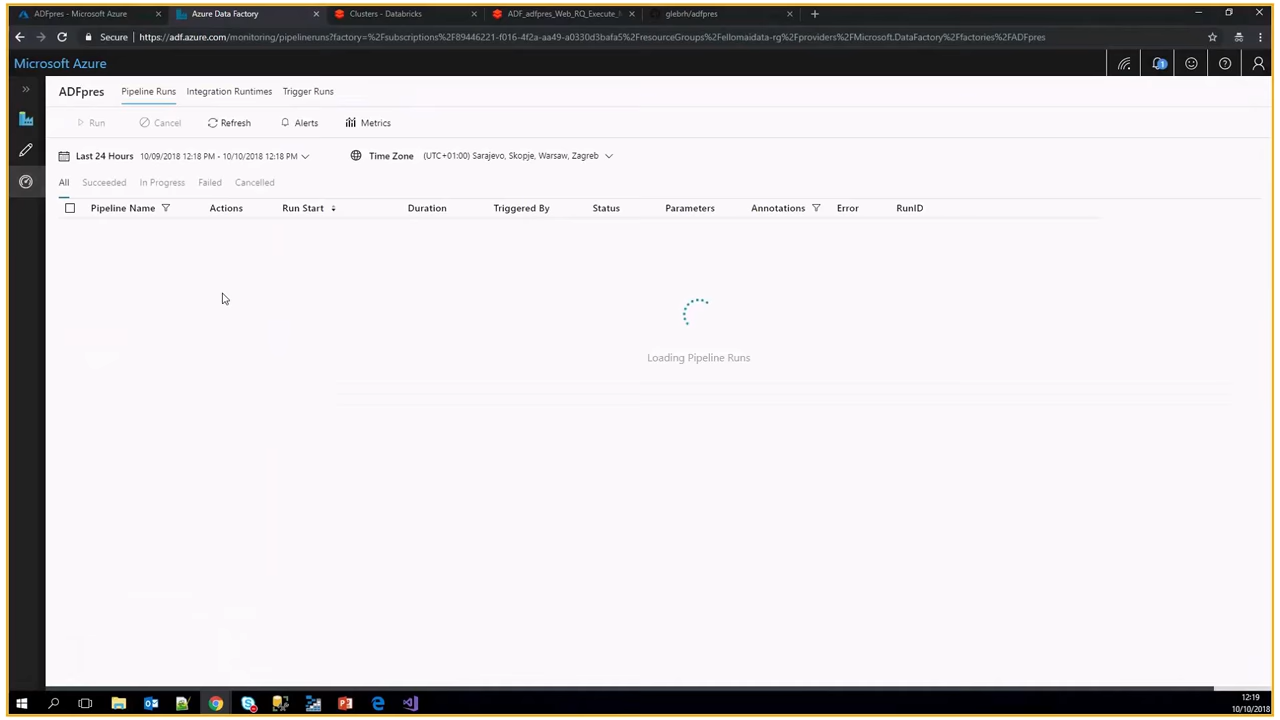 ADFpres - Microsoft Azure
Azure Data Factory
Clusters - Databricks
ADF_adfpres_Web_RQ_Execute_
glebrh/adfpres
Secure
https://adf.azure.com/monitoring/pipelineruns?factory=%2Fsubscriptions%2F89446221-f016-4f2a-aa49-a0330d3bafa5%2FresourceGroups%2Fellomaidata-rg%2Fproviders%2FMicrosoft.DataFactory%2Ffactories%2FADFpres
Microsoft Azure
1
ADFpres
Pipeline Runs
Integration Runtimes
Trigger Runs
Run
Cancel
Refresh
Alerts
Metrics
Last 24 Hours 10/09/2018 12:18 PM - 10/10/2018 12:18 PM
Time Zone (UTC+01:00) Sarajevo, Skopje, Warsaw, Zagreb
All
Succeeded
In Progress
Failed
Cancelled
Pipeline Name
Actions
Run Start
Duration
Triggered By
Status
Parameters
Annotations
Error
RunID
Loading Pipeline Runs
12:19
10/10/2018